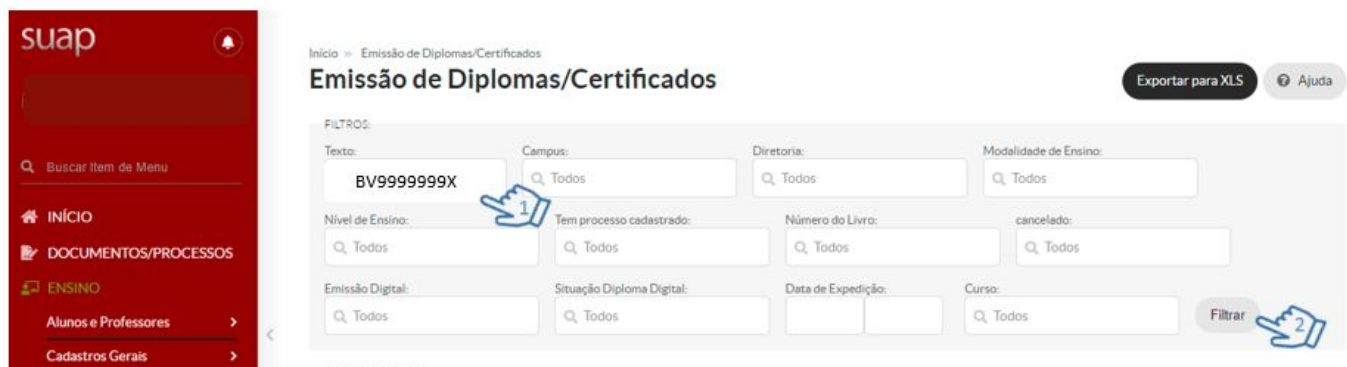 suap
Início » Emissão de Diplomas/Certificados
Emissão de Diplomas/Certificados
Exportar para XLS
Ajuda
FILTROS:
Texto: Campus: Diretoria: Modalidade de Ensino:
BV9999999X Todos Todos Todos
1
Nível de Ensino: Tem processo cadastrado: Número do Livro: cancelado:
Todos Todos Todos Todos
Emissão Digital: Situação Diploma Digital: Data de Expedição: Curso:
Todos Todos Todos Filtrar
2
Buscar Item de Menu
INÍCIO
DOCUMENTOS/PROCESSOS
ENSINO
Alunos e Professores >
Cadastros Gerais >
<